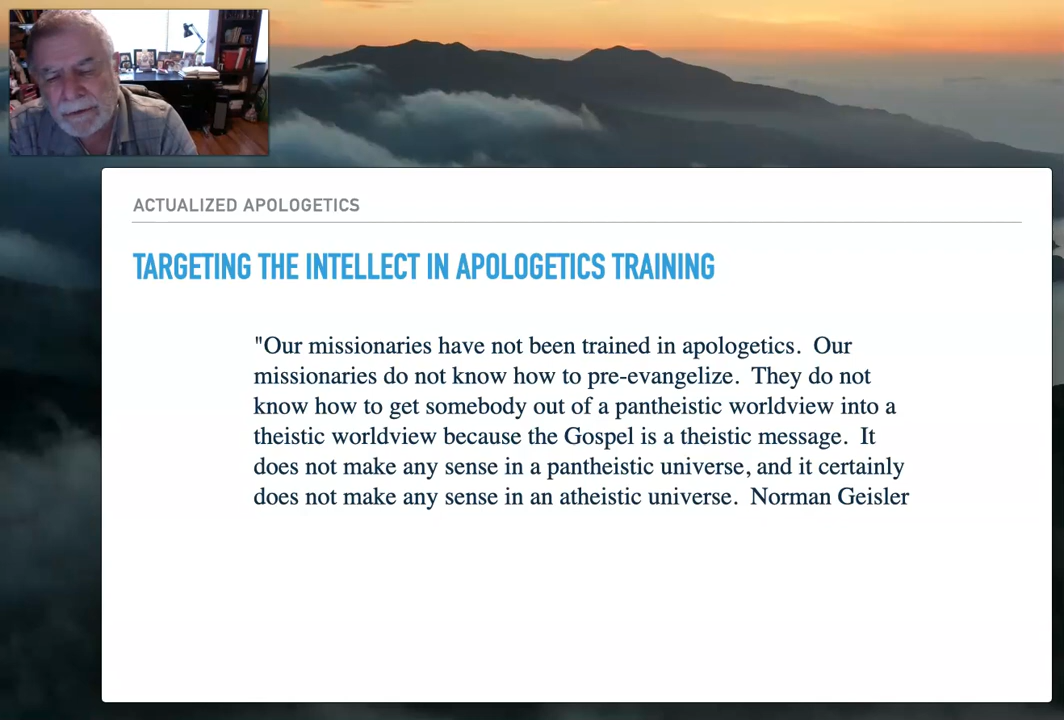 ACTUALIZED APOLOGETICS
TARGETING THE INTELLECT IN APOLOGETICS TRAINING
"Our missionaries have not been trained in apologetics.  Our
missionaries do not know how to pre-evangelize.  They do not
know how to get somebody out of a pantheistic worldview into a
theistic worldview because the Gospel is a theistic message.  It
does not make any sense in a pantheistic universe, and it certainly
does not make any sense in an atheistic universe.  Norman Geisler